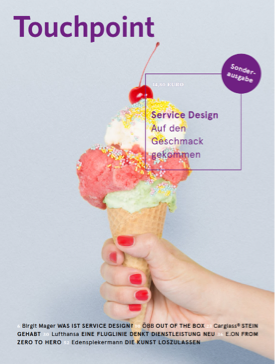 Touchpoint
Sonder-
ausgabe
Service Design
Auf den
Geschmack
gekommen
Birgit Mager WAS IST SERVICE DESIGN? ÖBB OUT OF THE BOX Carglass® STEIN
GEHABT Lufthansa EINE FLUGLINIE DENKT DIENSTLEISTUNG NEU E.ON FROM
ZERO TO HERO Edenspiekermann DIE KUNST LOSZULASSEN